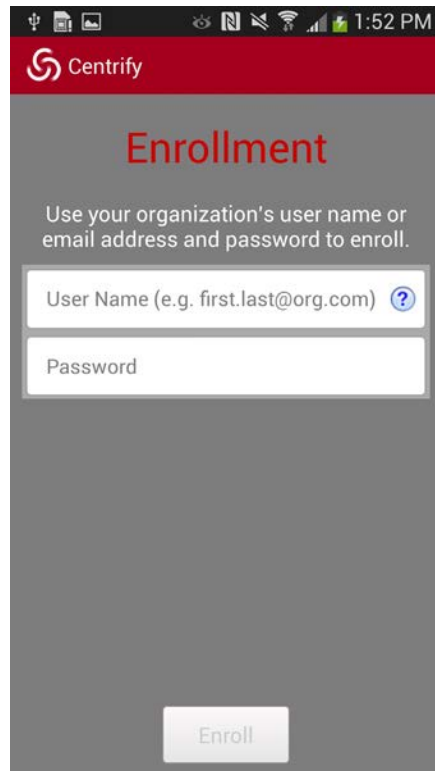 1:52 PM
Centrify
Enrollment
Use your organization's user name or
email address and password to enroll.
User Name (e.g. first.last@org.com) ?
Password
Enroll